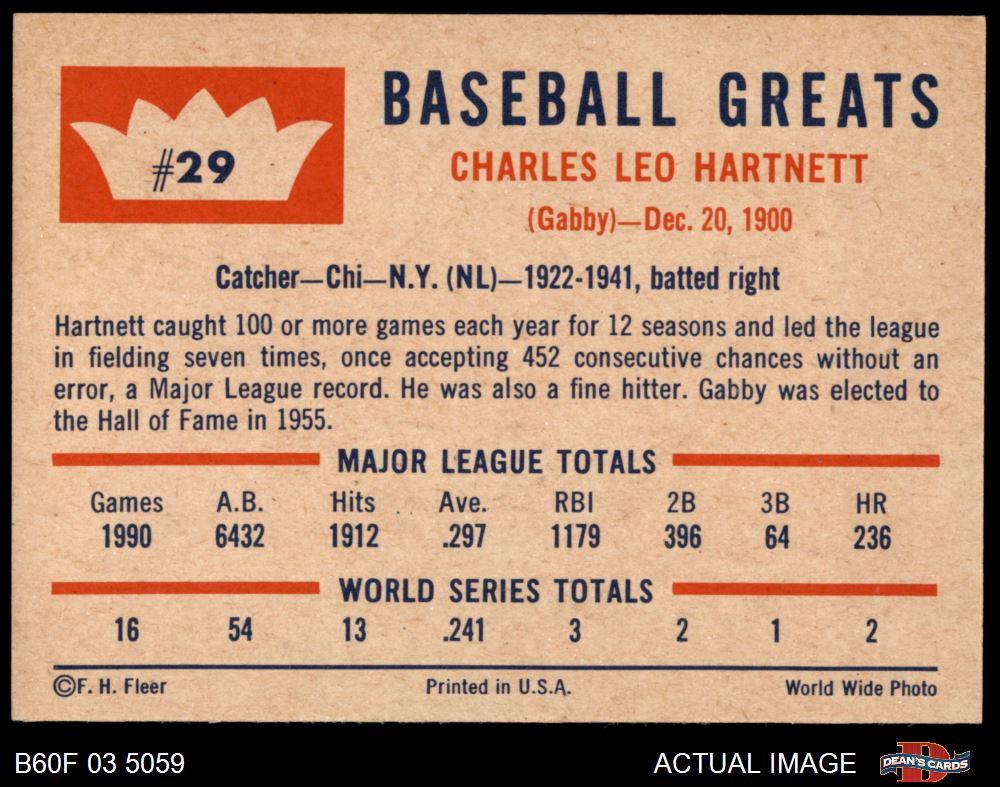 #29
BASEBALL GREATS
CHARLES LEO HARTNETT
(Gabby)—Dec. 20, 1900
Catcher—Chi—N.Y. (NL)—1922-1941, batted right
Hartnett caught 100 or more games each year for 12 seasons and led the league
in fielding seven times, once accepting 452 consecutive chances without an
error, a Major League record. He was also a fine hitter. Gabby was elected to
the Hall of Fame in 1955.
MAJOR LEAGUE TOTALS
Games A.B. Hits Ave. RBI 2B 3B HR
1990 6432 1912 .297 1179 396 64 236
WORLD SERIES TOTALS
16 54 13 .241 3 2 1 2
©F. H. Fleer Printed in U.S.A. World Wide Photo
B60F 03 5059 ACTUAL IMAGE DEAN'S CARDS